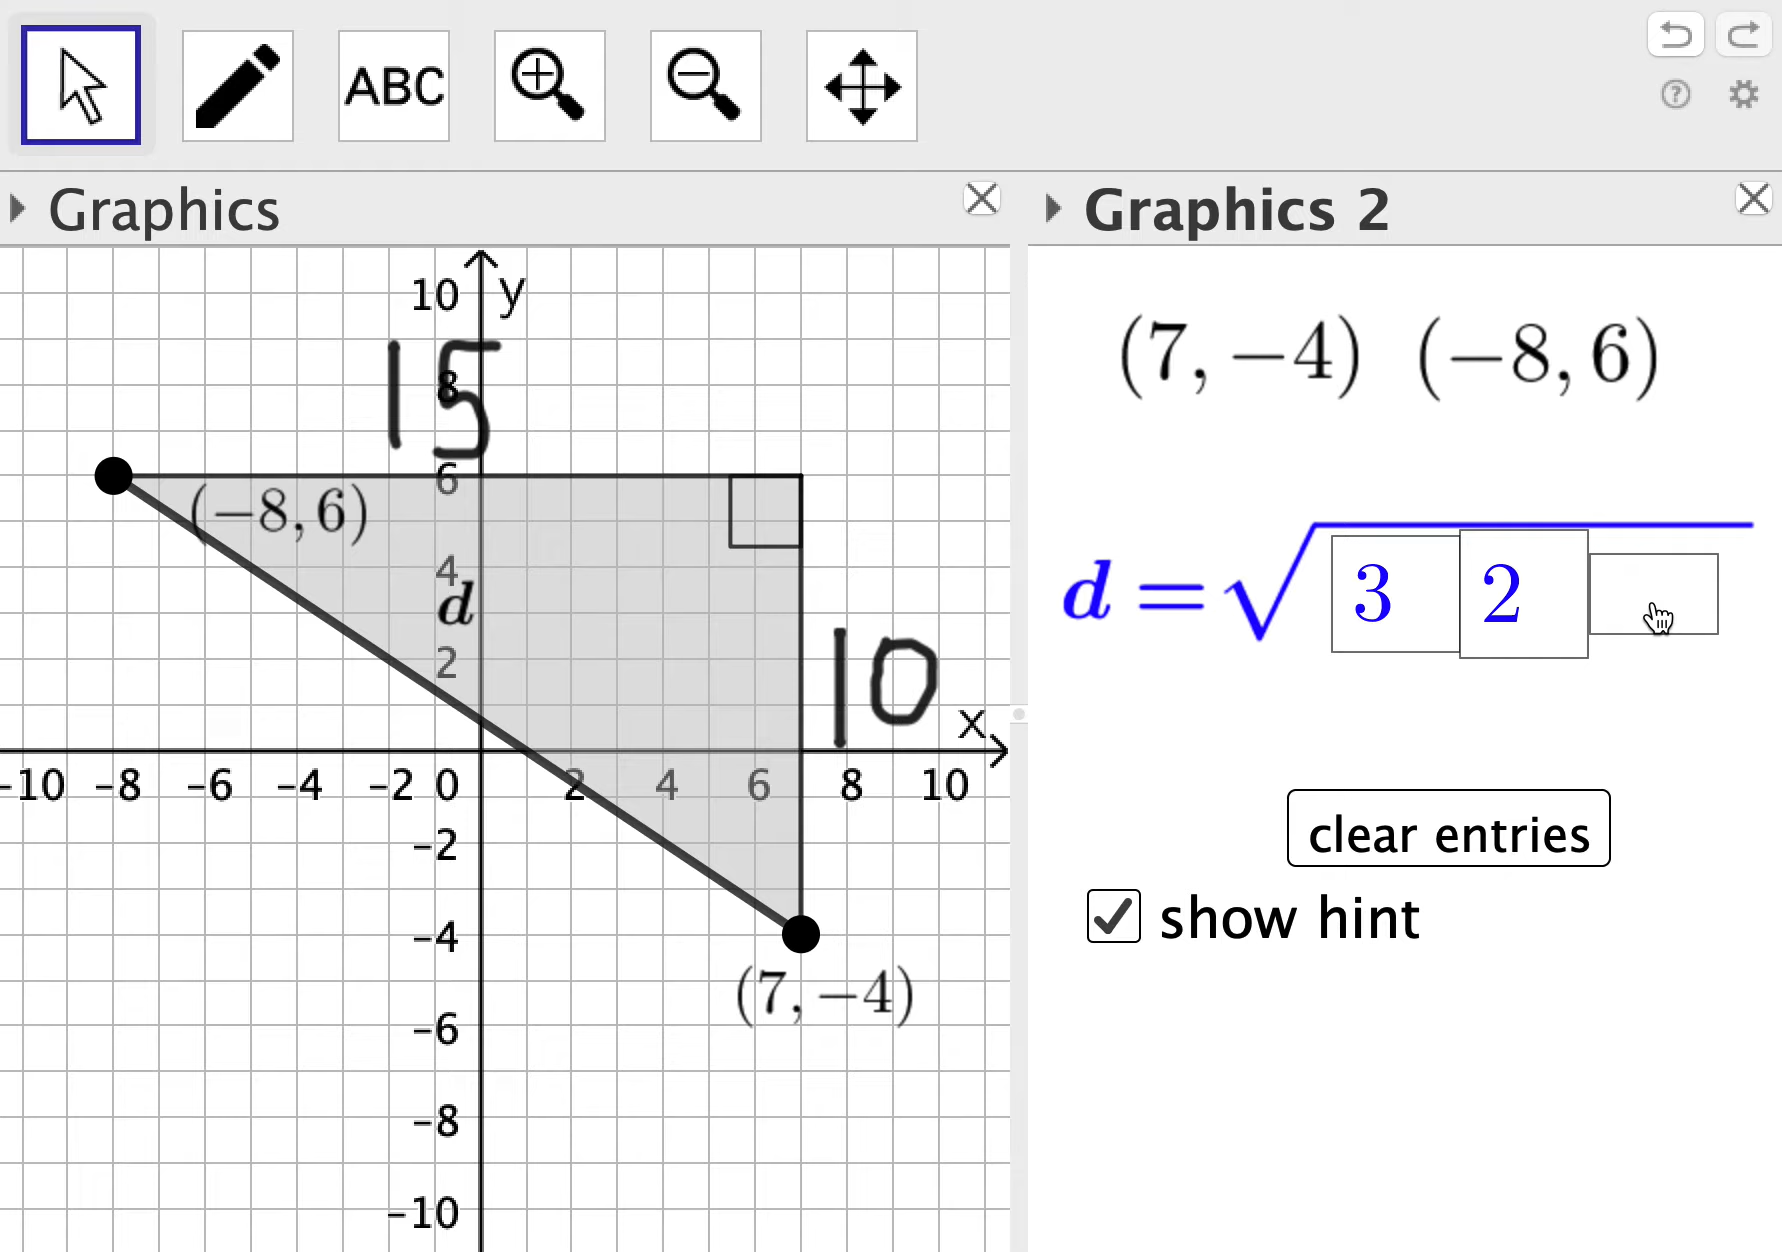 ABC
Graphics
Graphics 2
10
y
15
8
6
(−8, 6)
4
d
2
10
x
-10 -8 -6 -4 -2 0 2 4 6 8 10
-2
-4
(7, −4)
-6
-8
-10
(7, −4) (−8, 6)
d = √ 3 2
clear entries
show hint